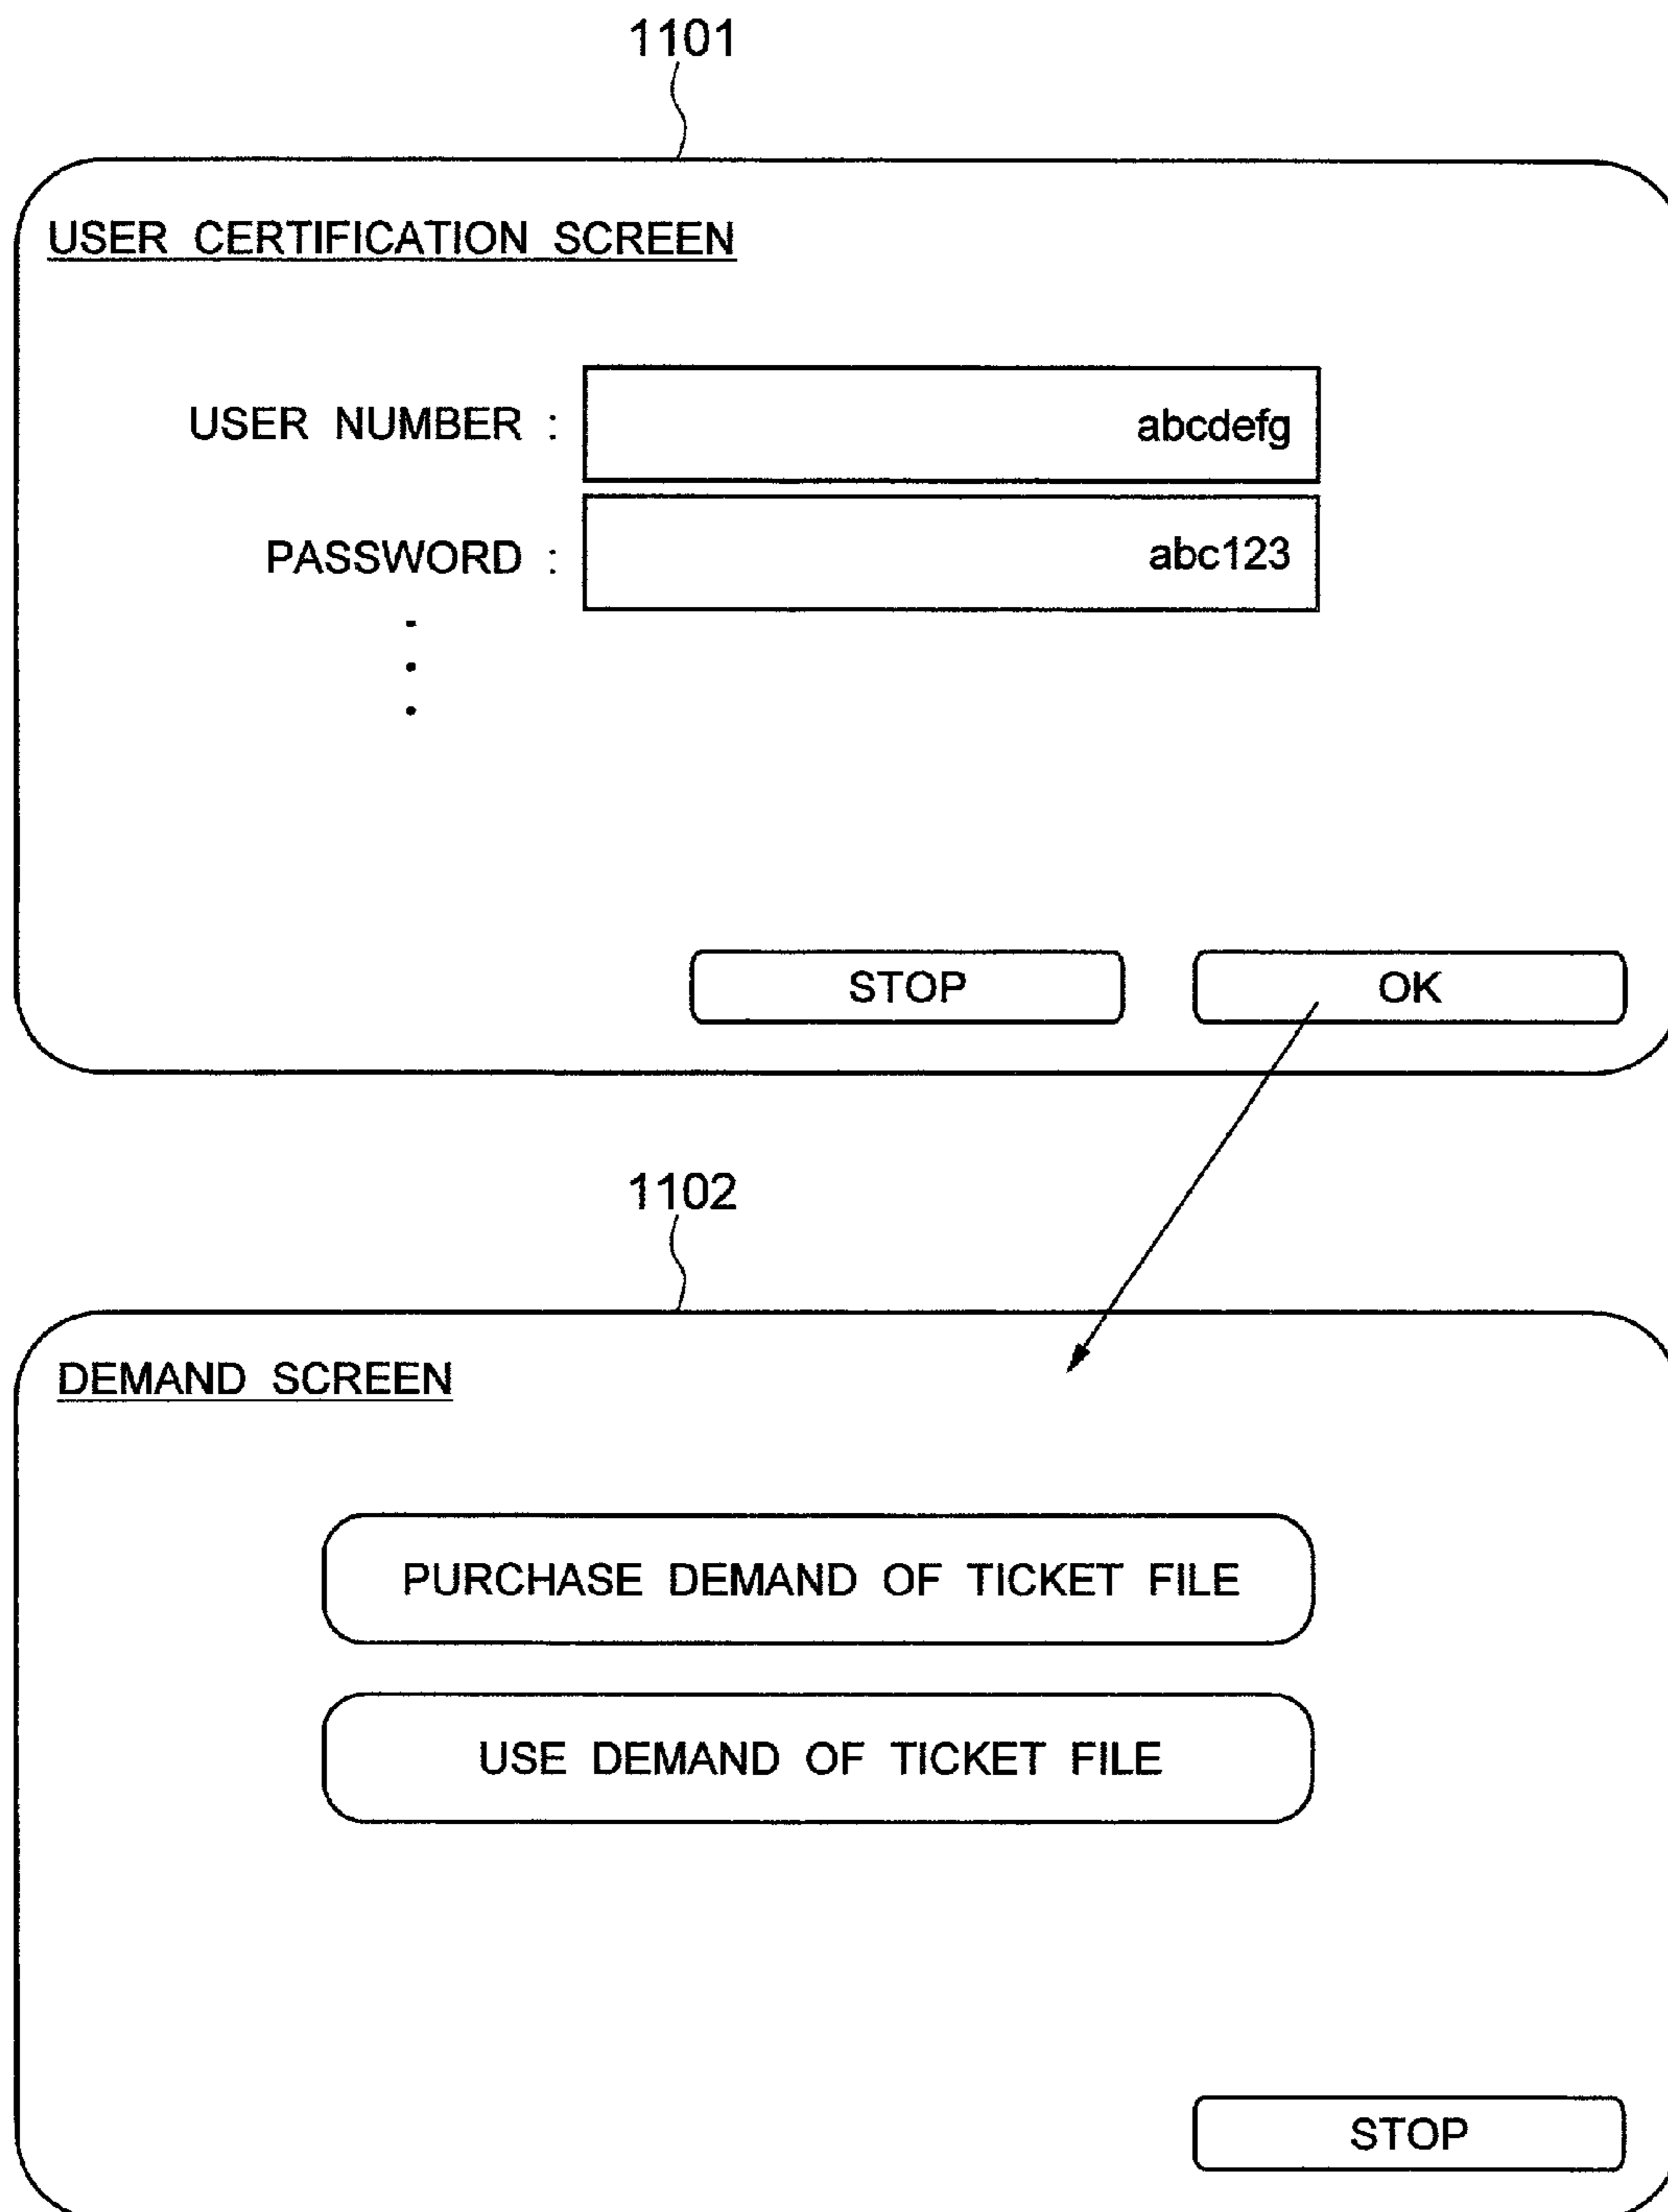 1101
USER CERTIFICATION SCREEN
USER NUMBER : abcdefg
PASSWORD : abc123
STOP OK
1102
DEMAND SCREEN
PURCHASE DEMAND OF TICKET FILE
USE DEMAND OF TICKET FILE
STOP